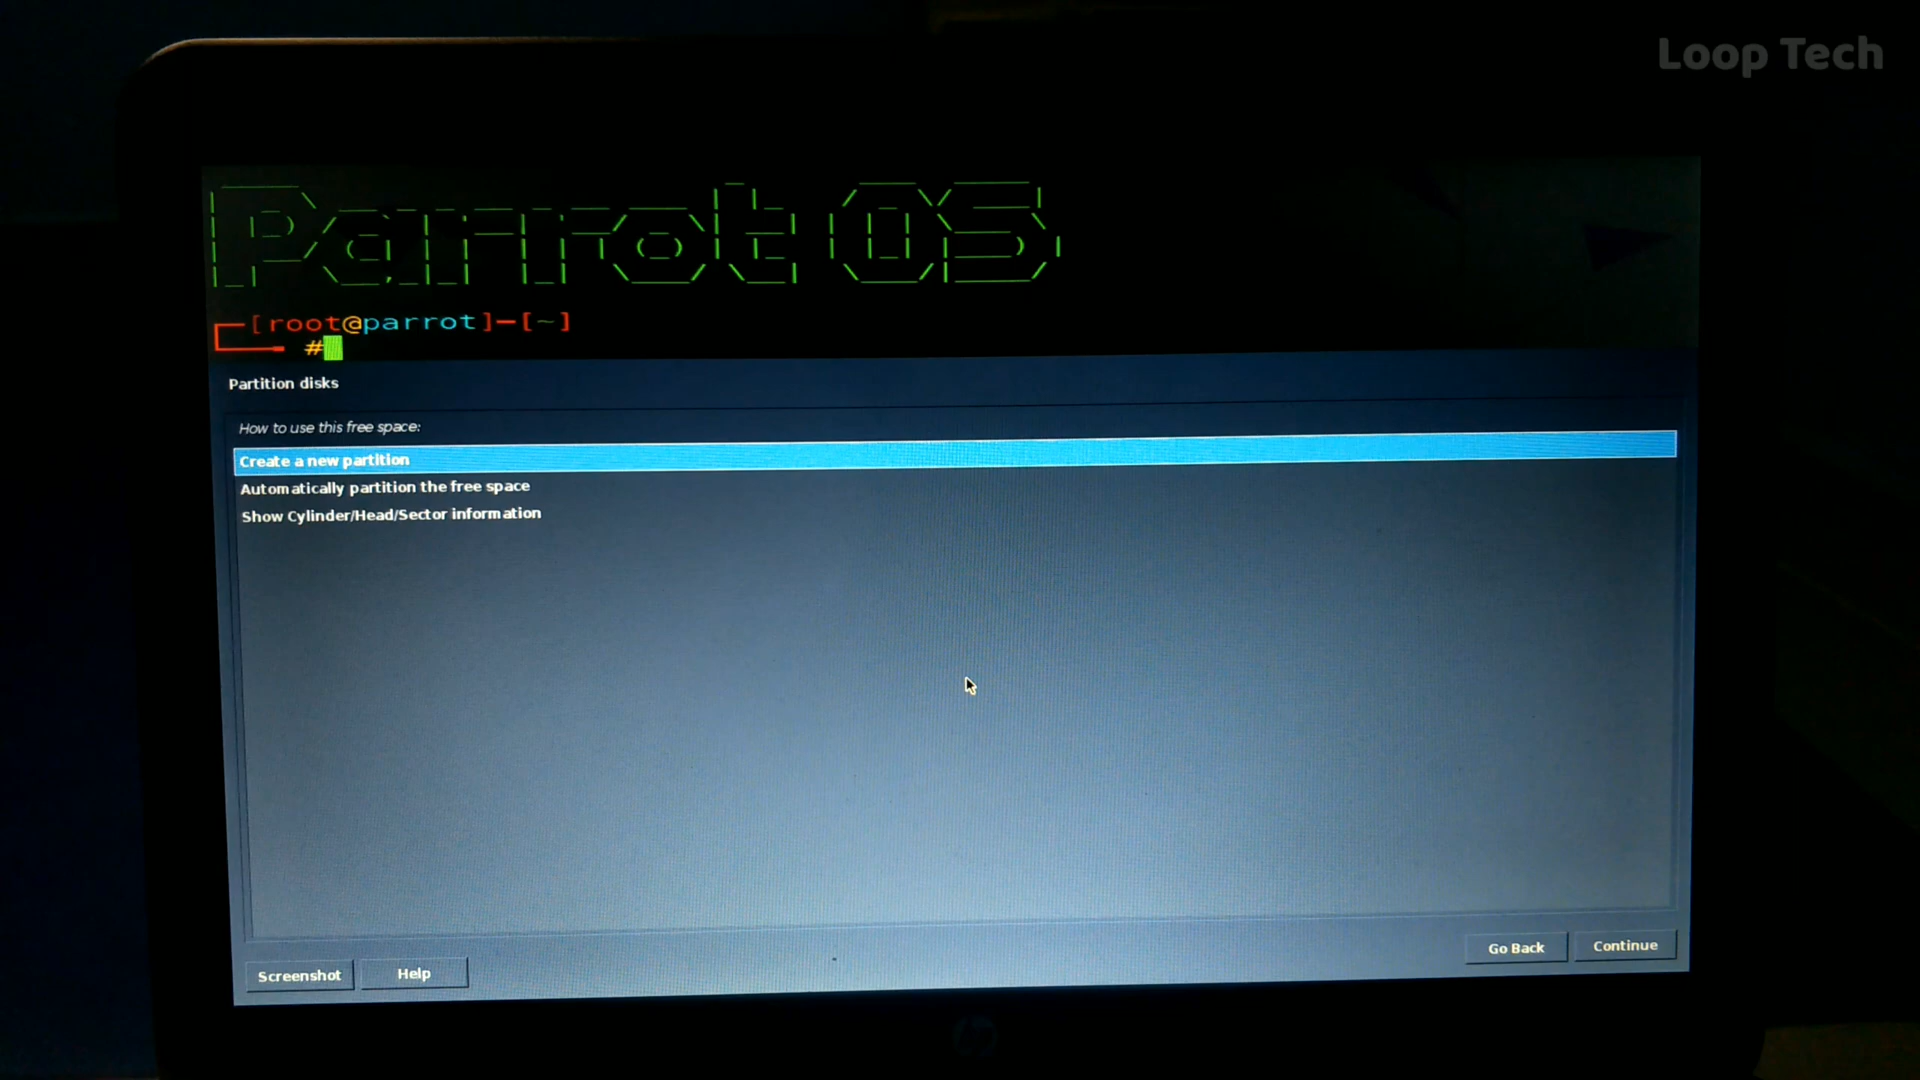 Loop Tech
Parrot OS
[root@parrot]-[~]
#
Partition disks
How to use this free space:
Create a new partition
Automatically partition the free space
Show Cylinder/Head/Sector information
Go Back
Continue
Screenshot
Help
hp